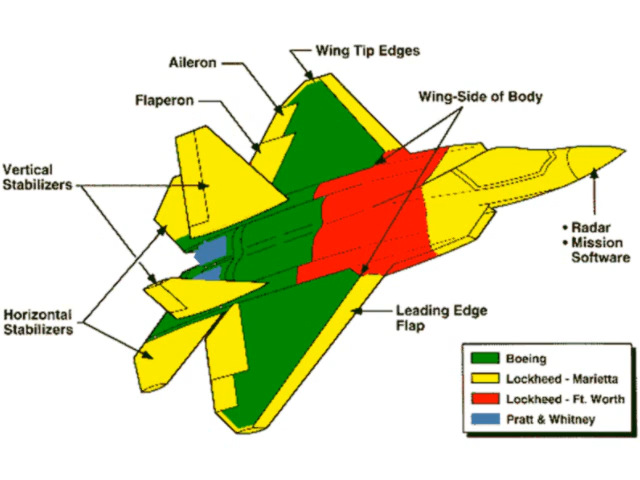 Wing Tip Edges
Aileron
Flaperon
Wing-Side of Body
Vertical
Stabilizers
• Radar
• Mission
Software
Horizontal
Stabilizers
Leading Edge
Flap
Boeing
Lockheed - Marietta
Lockheed - Ft. Worth
Pratt & Whitney